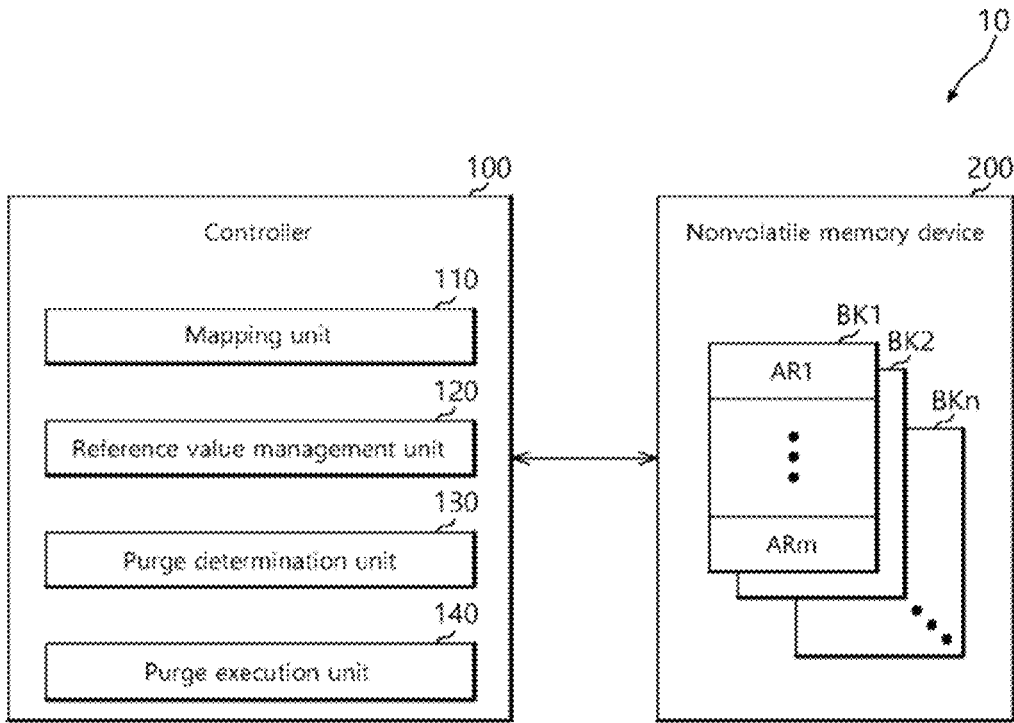 10
100
200
Controller
Nonvolatile memory device
110
Mapping unit
120
Reference value management unit
130
Purge determination unit
140
Purge execution unit
BK1
BK2
BKn
AR1
ARm